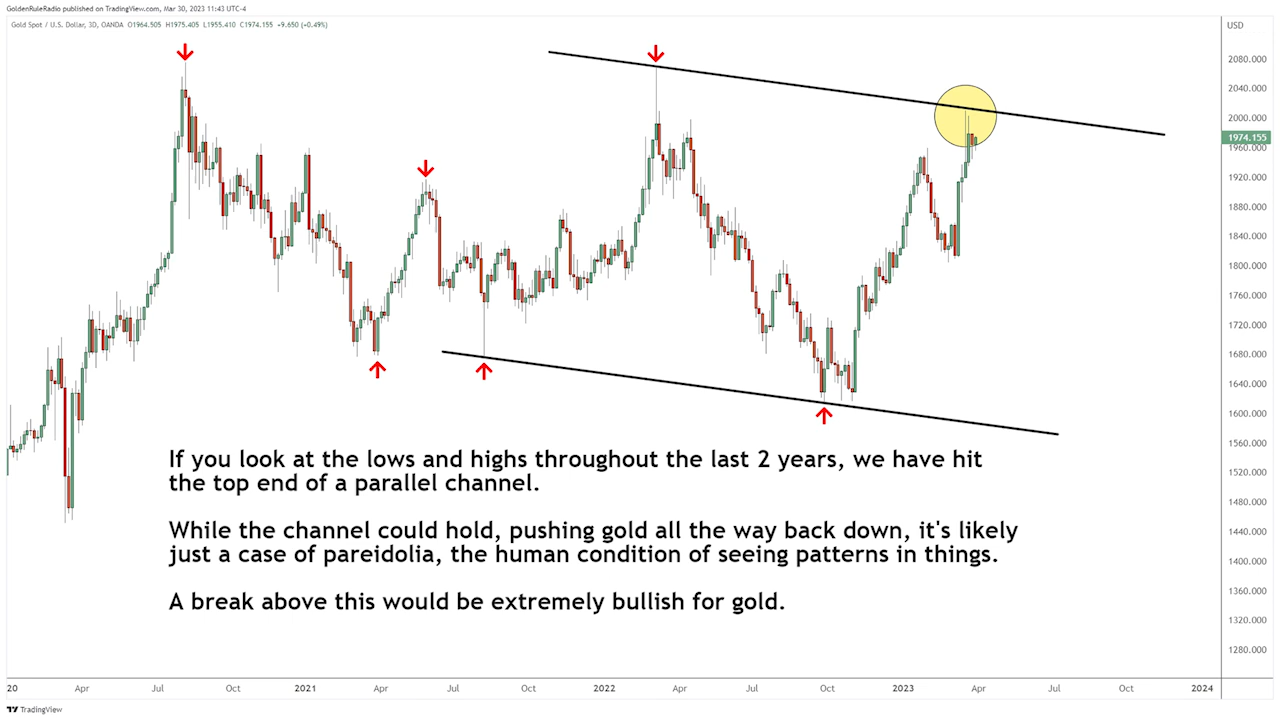 GoldenRuleRadio published on TradingView.com, Mar 30, 2023 11:43 UTC-4
Gold Spot / U.S. Dollar, 3D, OANDA O1964.505 H1975.405 L1955.410 C1974.155 +9.650 (+0.49%)
USD
2080.000
2040.000
2000.000
1974.155
1960.000
1920.000
1880.000
1840.000
1800.000
1760.000
1720.000
1680.000
1640.000
1600.000
1560.000
1520.000
1480.000
1440.000
1400.000
1360.000
1320.000
1280.000
If you look at the lows and highs throughout the last 2 years, we have hit
the top end of a parallel channel.
While the channel could hold, pushing gold all the way back down, it's likely
just a case of pareidolia, the human condition of seeing patterns in things.
A break above this would be extremely bullish for gold.
20 Apr Jul Oct 2021 Apr Jul Oct 2022 Apr Jul Oct 2023 Apr Jul Oct 2024
TradingView